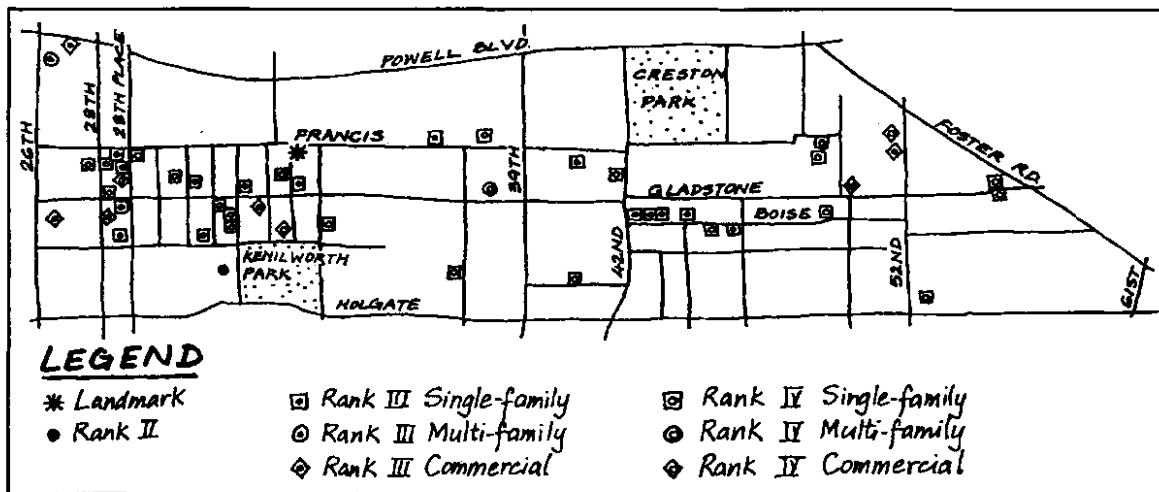 POWELL BLVD.
CRESTON
PARK
26TH
28TH
28TH PLACE
FRANCIS
39TH
FOSTER RD.
GLADSTONE
BOISE
KENILWORTH
PARK
42ND
52ND
61ST
HOLGATE
LEGEND
Landmark
Rank III Single-family
Rank IV Single-family
Rank II
Rank III Multi-family
Rank IV Multi-family
Rank III Commercial
Rank IV Commercial